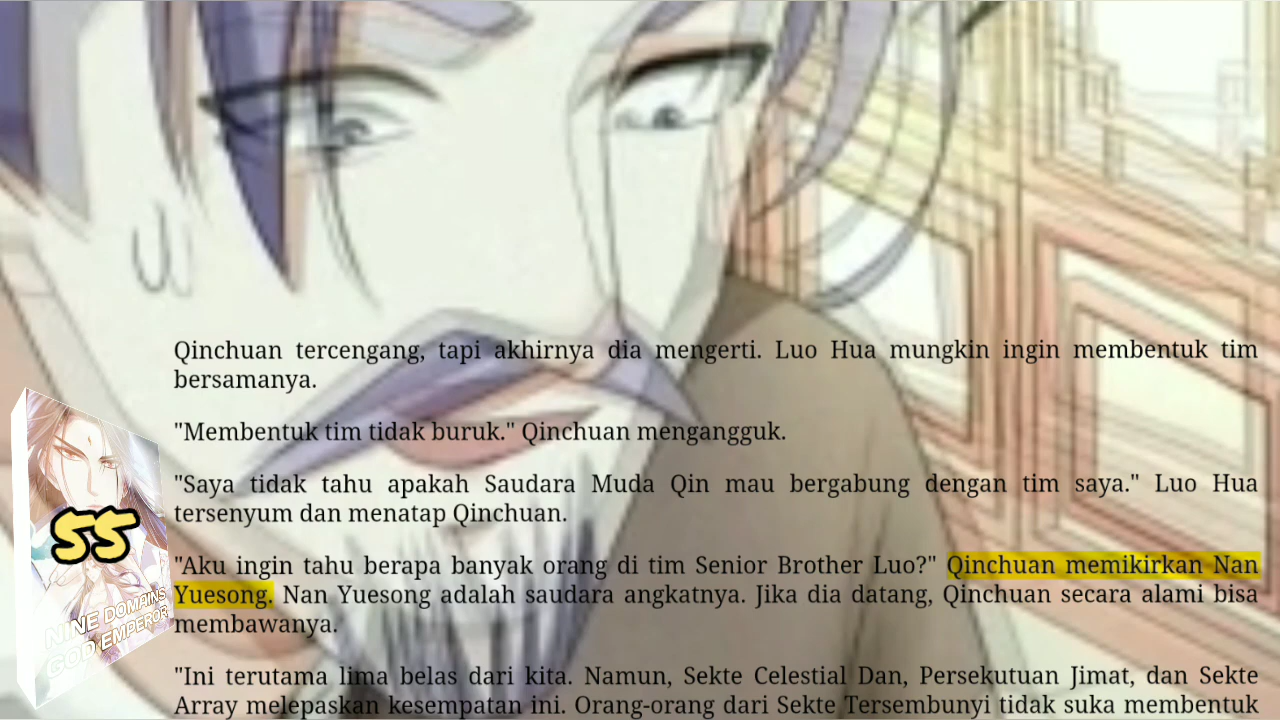 Qinchuan tercengang, tapi akhirnya dia mengerti. Luo Hua mungkin ingin membentuk tim
bersamanya.
"Membentuk tim tidak buruk." Qinchuan mengangguk.
"Saya tidak tahu apakah Saudara Muda Qin mau bergabung dengan tim saya." Luo Hua
tersenyum dan menatap Qinchuan.
"Aku ingin tahu berapa banyak orang di tim Senior Brother Luo?" Qinchuan memikirkan Nan
Yuesong. Nan Yuesong adalah saudara angkatnya. Jika dia datang, Qinchuan secara alami bisa
membawanya.
"Ini terutama lima belas dari kita. Namun, Sekte Celestial Dan, Persekutuan Jimat, dan Sekte
Array melepaskan kesempatan ini. Orang-orang dari Sekte Tersembunyi tidak suka membentuk
55
NINE DOMAINS
GOD EMPEROR